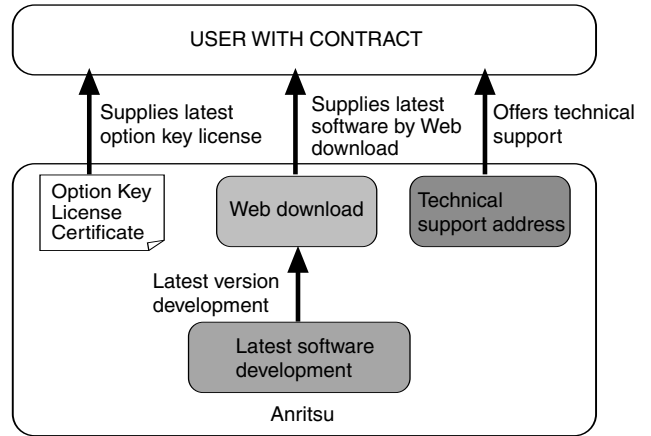 USER WITH CONTRACT
Supplies latest
option key license
Supplies latest
software by Web
download
Offers technical
support
Option Key
License
Certificate
Web download
Technical
support address
Latest version
development
Latest software
development
Anritsu